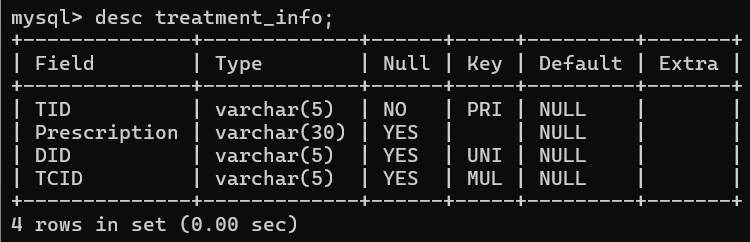 mysql> desc treatment_info;
+--------------+-------------+------+-----+---------+-------+
| Field        | Type        | Null | Key | Default | Extra |
+--------------+-------------+------+-----+---------+-------+
| TID          | varchar(5)  | NO   | PRI | NULL    |       |
| Prescription | varchar(30) | YES  |     | NULL    |       |
| DID          | varchar(5)  | YES  | UNI | NULL    |       |
| TCID         | varchar(5)  | YES  | MUL | NULL    |       |
+--------------+-------------+------+-----+---------+-------+
4 rows in set (0.00 sec)